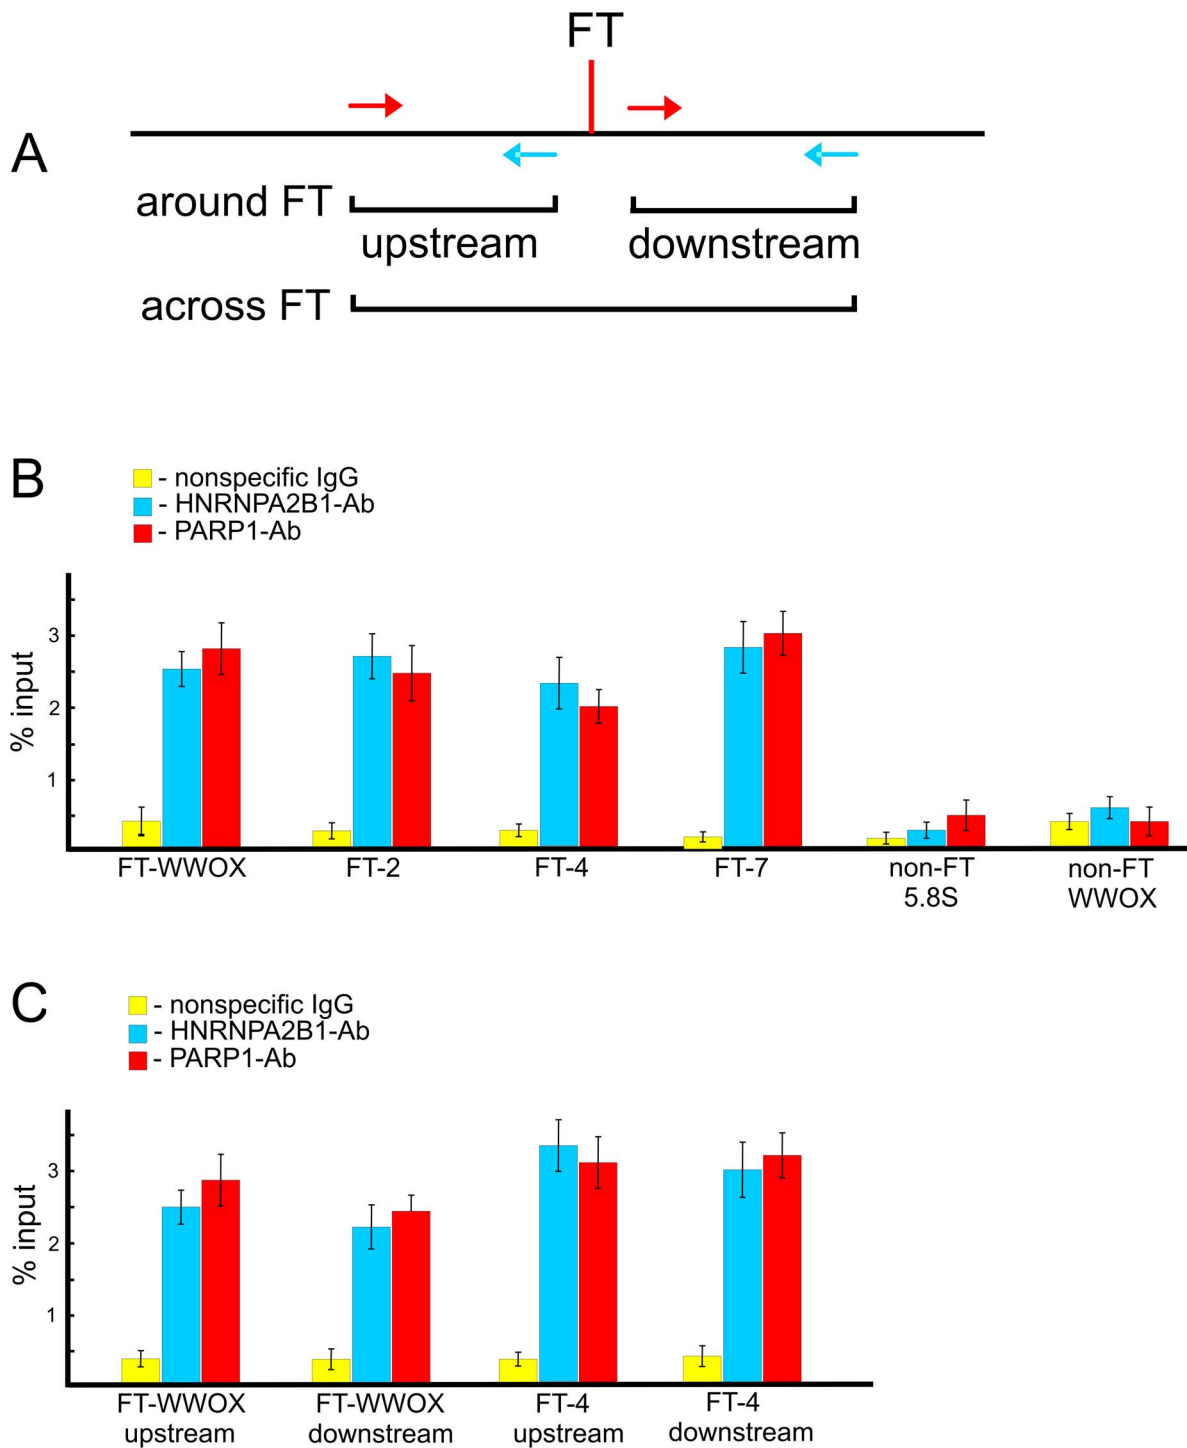 FT
A
around FT
upstream downstream
across FT
B
- nonspecific IgG
- HNRNPA2B1-Ab
- PARP1-Ab
% input
3
2
1
FT-WWOX FT-2 FT-4 FT-7 non-FT non-FT
5.8S WWOX
C
- nonspecific IgG
- HNRNPA2B1-Ab
- PARP1-Ab
% input
3
2
1
FT-WWOX FT-WWOX FT-4 FT-4
upstream downstream upstream downstream